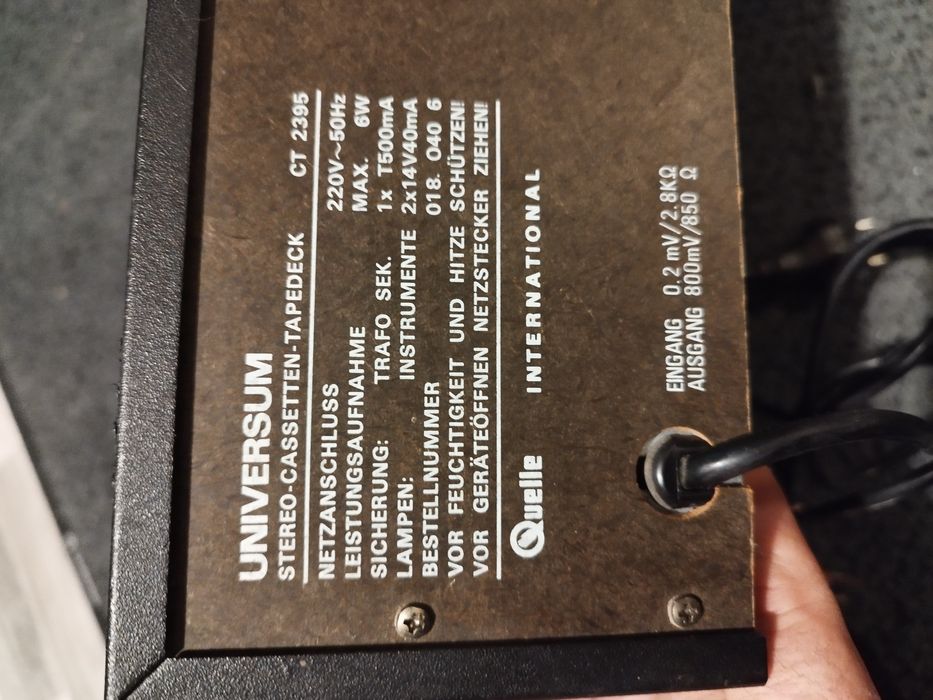 UNIVERSUM
STEREO-CASSETTEN-TAPEDECK CT 2395
NETZANSCHLUSS 220V~50Hz
LEISTUNGSAUFNAHME MAX. 6W
SICHERUNG: TRAFO SEK. 1x T500mA
LAMPEN: INSTRUMENTE 2x14V40mA
BESTELLNUMMER 018. 040 6
VOR FEUCHTIGKEIT UND HITZE SCHÜTZEN!
VOR GERÄTEÖFFNEN NETZSTECKER ZIEHEN!
Quelle INTERNATIONAL
EINGANG 0.2 mV/2.8KΩ
AUSGANG 800mV/850 Ω